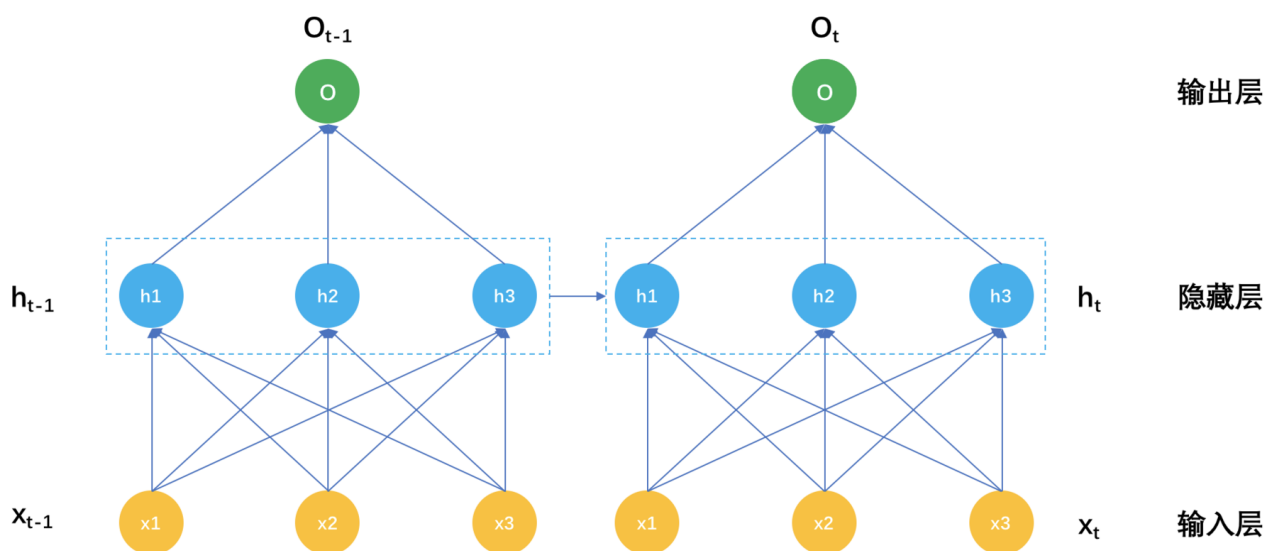 Oₜ₋₁ Oₜ
O O 输出层
hₜ₋₁ h1 h2 h3 h1 h2 h3 hₜ 隐藏层
xₜ₋₁ x1 x2 x3 x1 x2 x3 xₜ 输入层